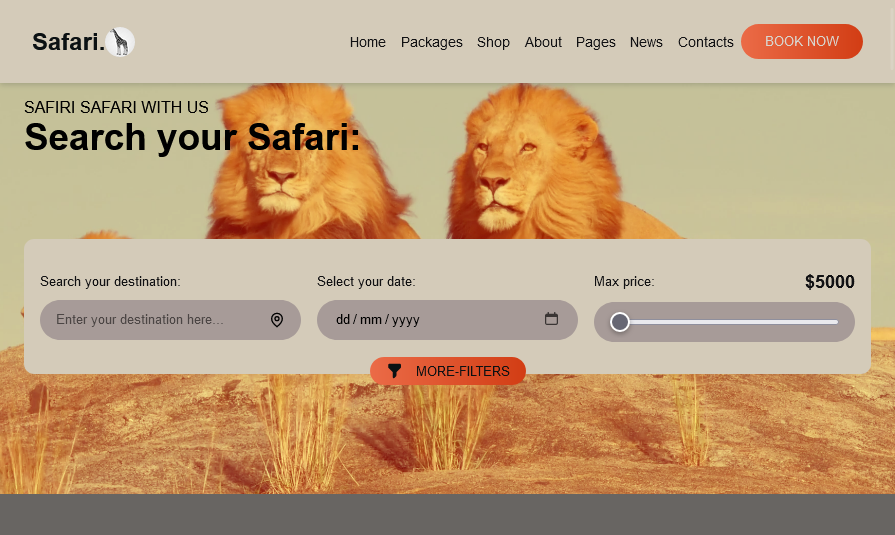 Safari.
Home Packages Shop About Pages News Contacts BOOK NOW
SAFIRI SAFARI WITH US
Search your Safari:
Search your destination: Select your date: Max price: $5000
Enter your destination here... dd / mm / yyyy
MORE-FILTERS